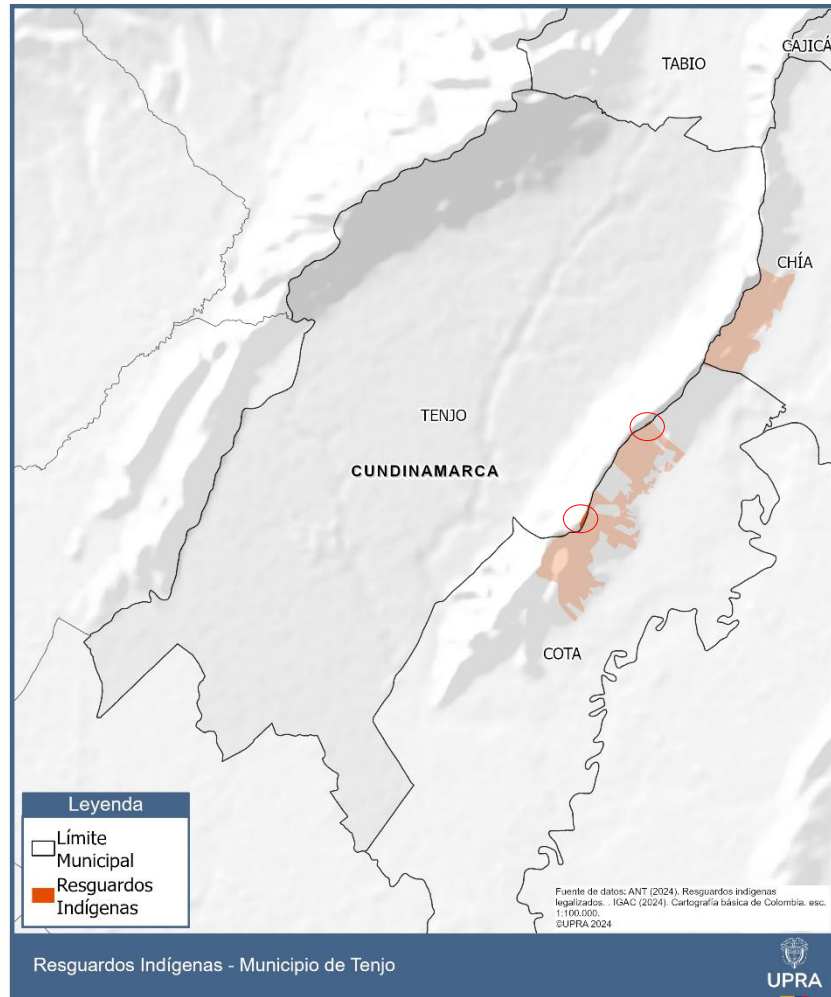 CAJICÁ
TABIO
CHÍA
TENJO
CUNDINAMARCA
COTA
Leyenda
Límite
Municipal
Resguardos
Indígenas
Fuente de datos: ANT (2024). Resguardos indígenas
legalizados. . IGAC (2024). Cartografía básica de Colombia. esc.
1:100.000.
©UPRA 2024
Resguardos Indígenas - Municipio de Tenjo
UPRA